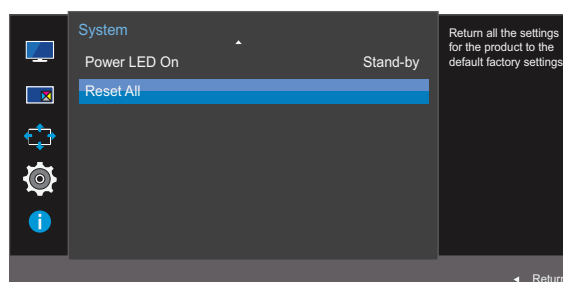 System
Power LED On Stand-by
Reset All
Return all the settings
for the product to the
default factory settings
Return